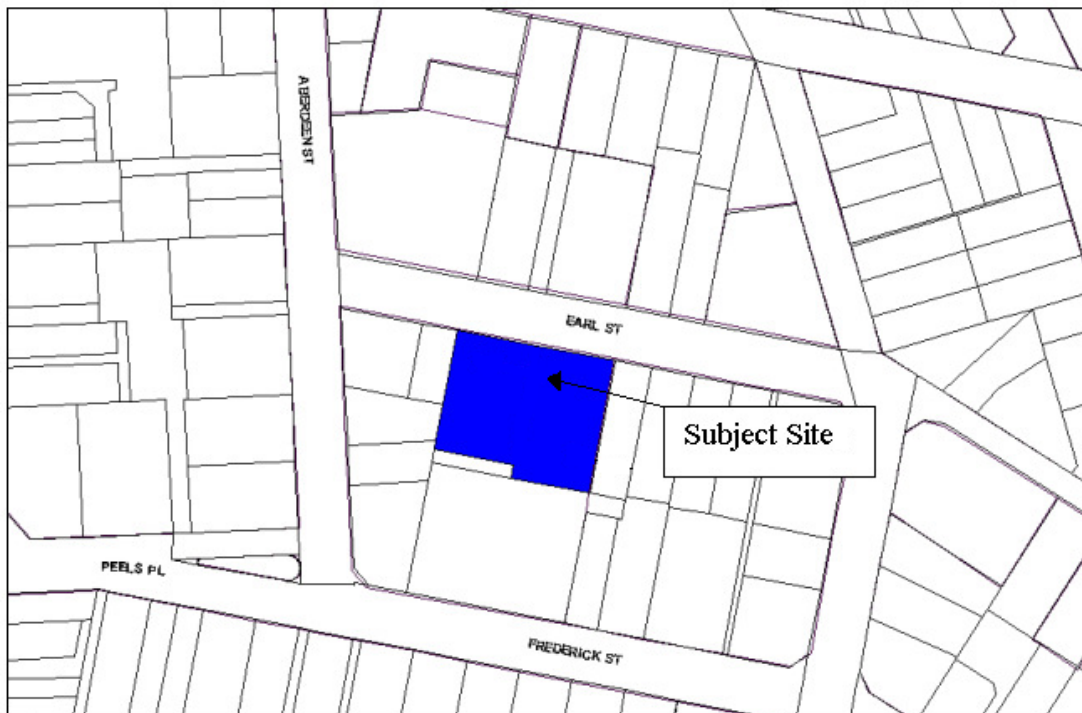 ABERDEEN ST
EARL ST
Subject Site
PEELS PL
FREDERICK ST